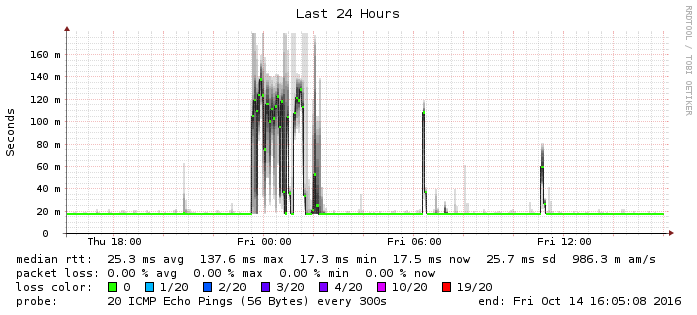 Last 24 Hours
RRDTOOL / TOBI OETIKER
Seconds
160 m
140 m
120 m
100 m
80 m
60 m
40 m
20 m
0
Thu 18:00 Fri 00:00 Fri 06:00 Fri 12:00
median rtt: 25.3 ms avg 137.6 ms max 17.3 ms min 17.5 ms now 25.7 ms sd 986.3 m am/s
packet loss: 0.00 % avg 0.00 % max 0.00 % min 0.00 % now
loss color: 0 1/20 2/20 3/20 4/20 10/20 19/20
probe: 20 ICMP Echo Pings (56 Bytes) every 300s end: Fri Oct 14 16:05:08 2016